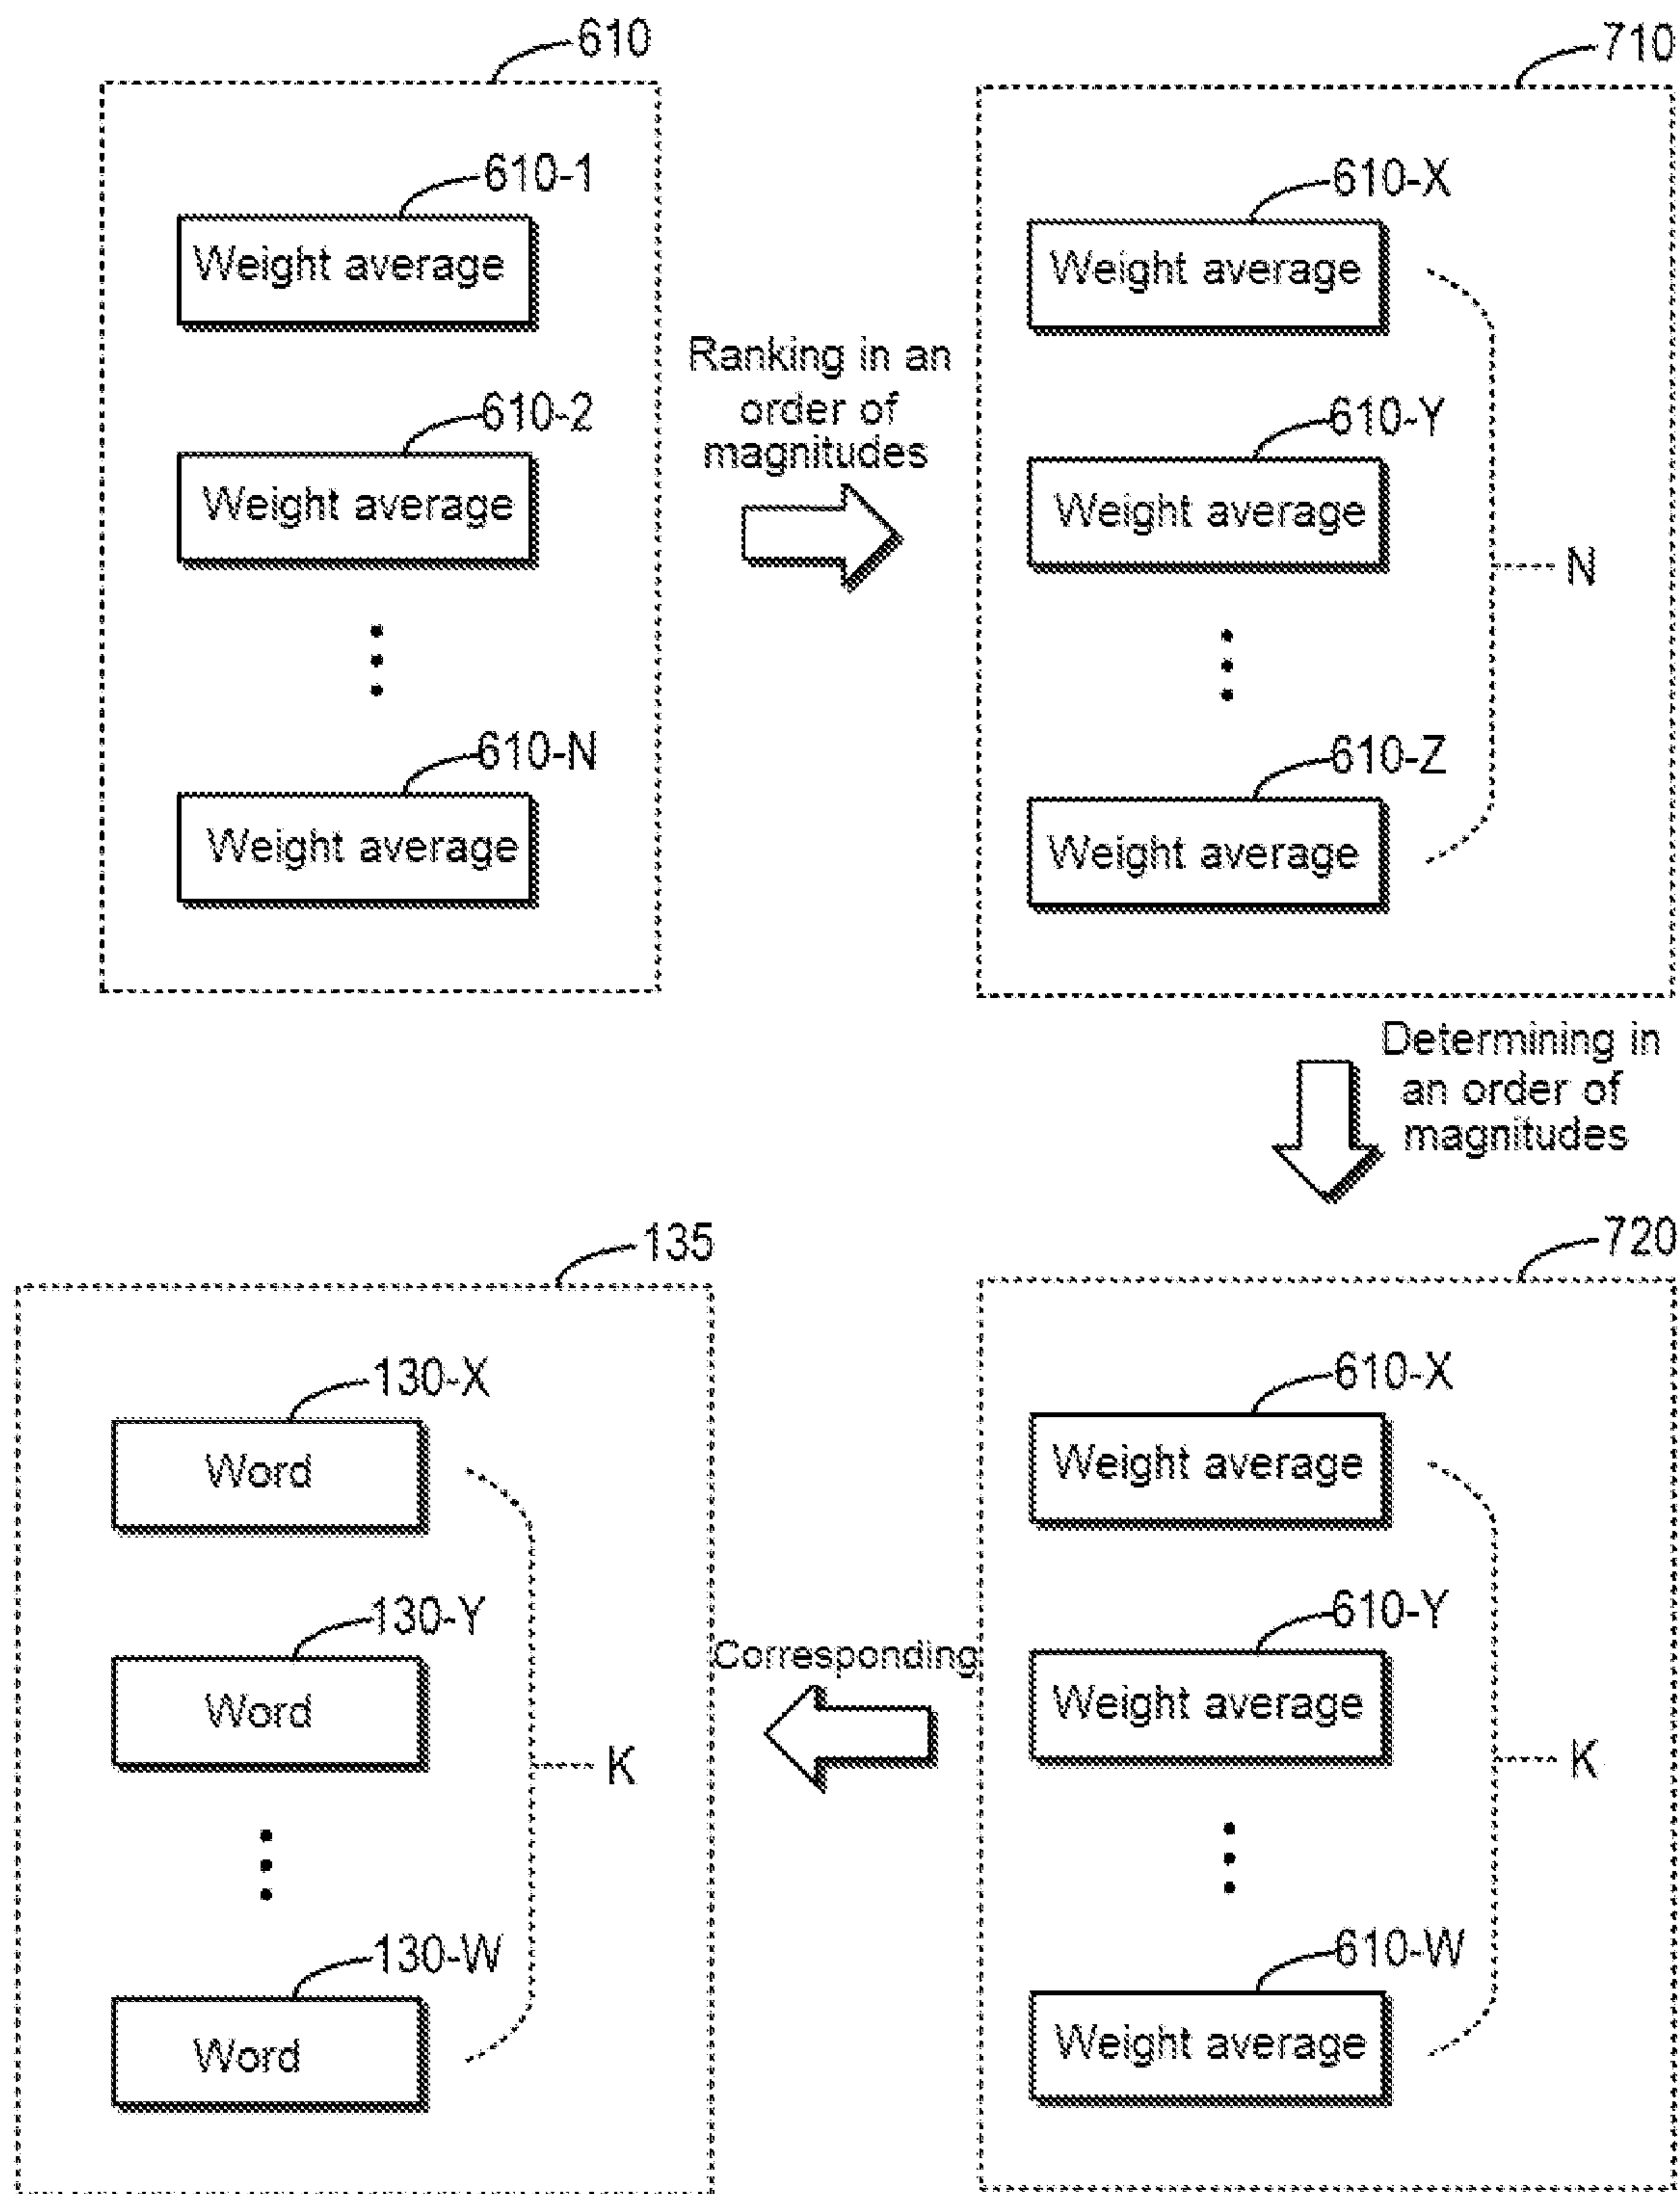 610
610-1
Weight average
610-2
Weight average
610-N
Weight average
Ranking in an
order of
magnitudes
710
610-X
Weight average
610-Y
Weight average
N
610-Z
Weight average
Determining in
an order of
magnitudes
720
610-X
Weight average
610-Y
Weight average
K
610-W
Weight average
Corresponding
135
130-X
Word
130-Y
Word
K
130-W
Word